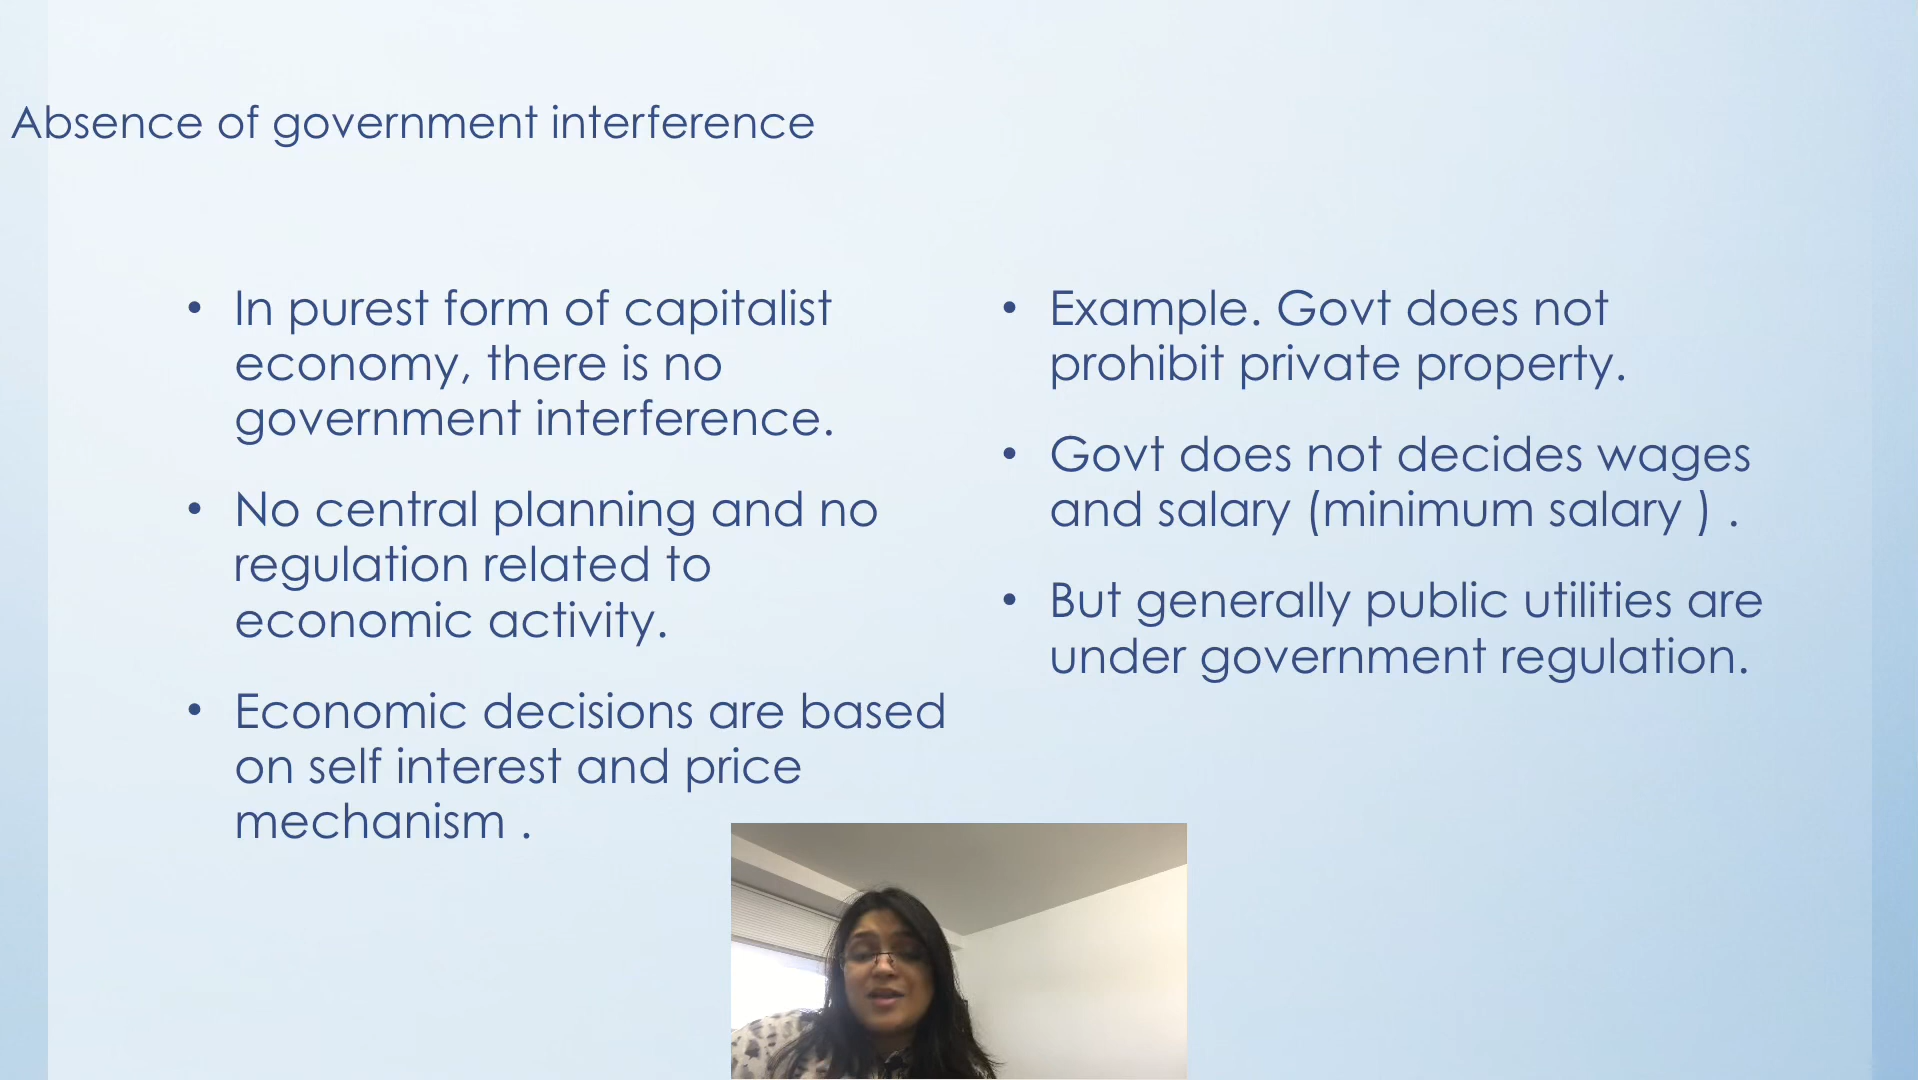 Absence of government interference
• In purest form of capitalist
economy, there is no
government interference.
• No central planning and no
regulation related to
economic activity.
• Economic decisions are based
on self interest and price
mechanism .
• Example. Govt does not
prohibit private property.
• Govt does not decides wages
and salary (minimum salary ) .
• But generally public utilities are
under government regulation.